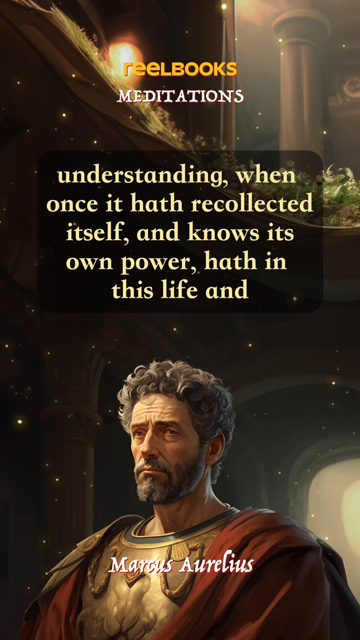 reelbooks
MEDITATIONS
understanding, when
once it hath recollected
itself, and knows its
own power, hath in
this life and
Marcus Aurelius